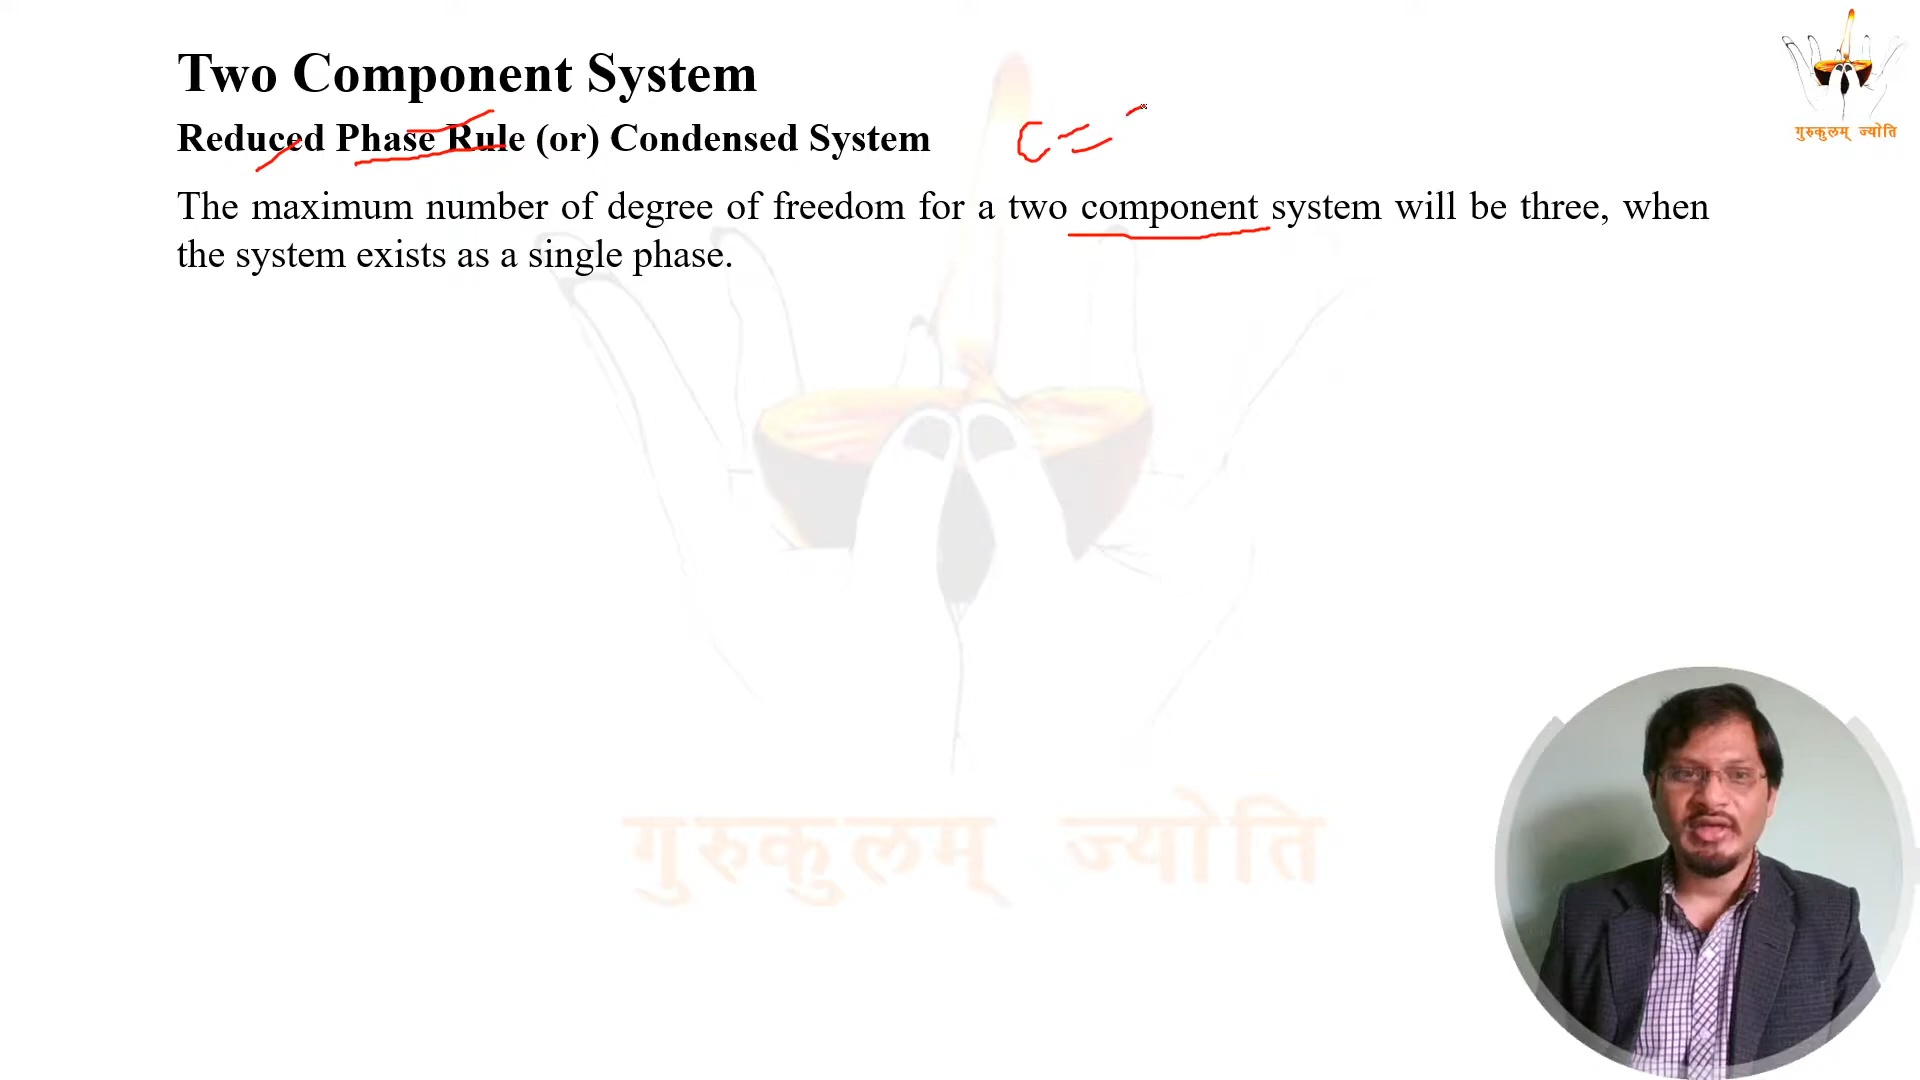 Two Component System
Reduced Phase Rule (or) Condensed System
C =
The maximum number of degree of freedom for a two component system will be three, when
the system exists as a single phase.
गुरुकुलम् ज्योति
गुरुकुलम् ज्योति